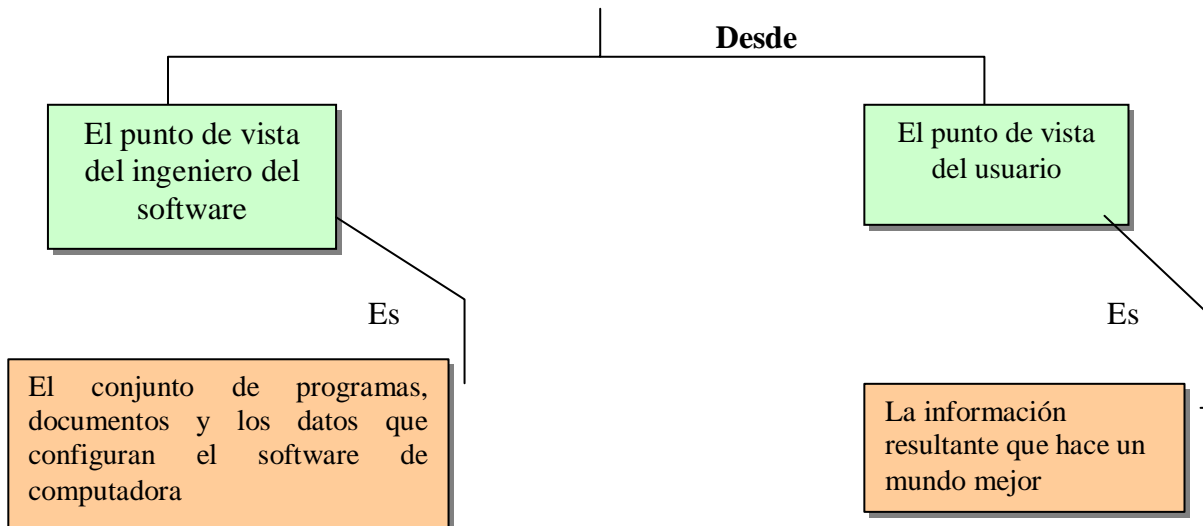 Desde
El punto de vista
del ingeniero del
software
El punto de vista
del usuario
Es
Es
El conjunto de programas,
documentos y los datos que
configuran el software de
computadora
La información
resultante que hace un
mundo mejor